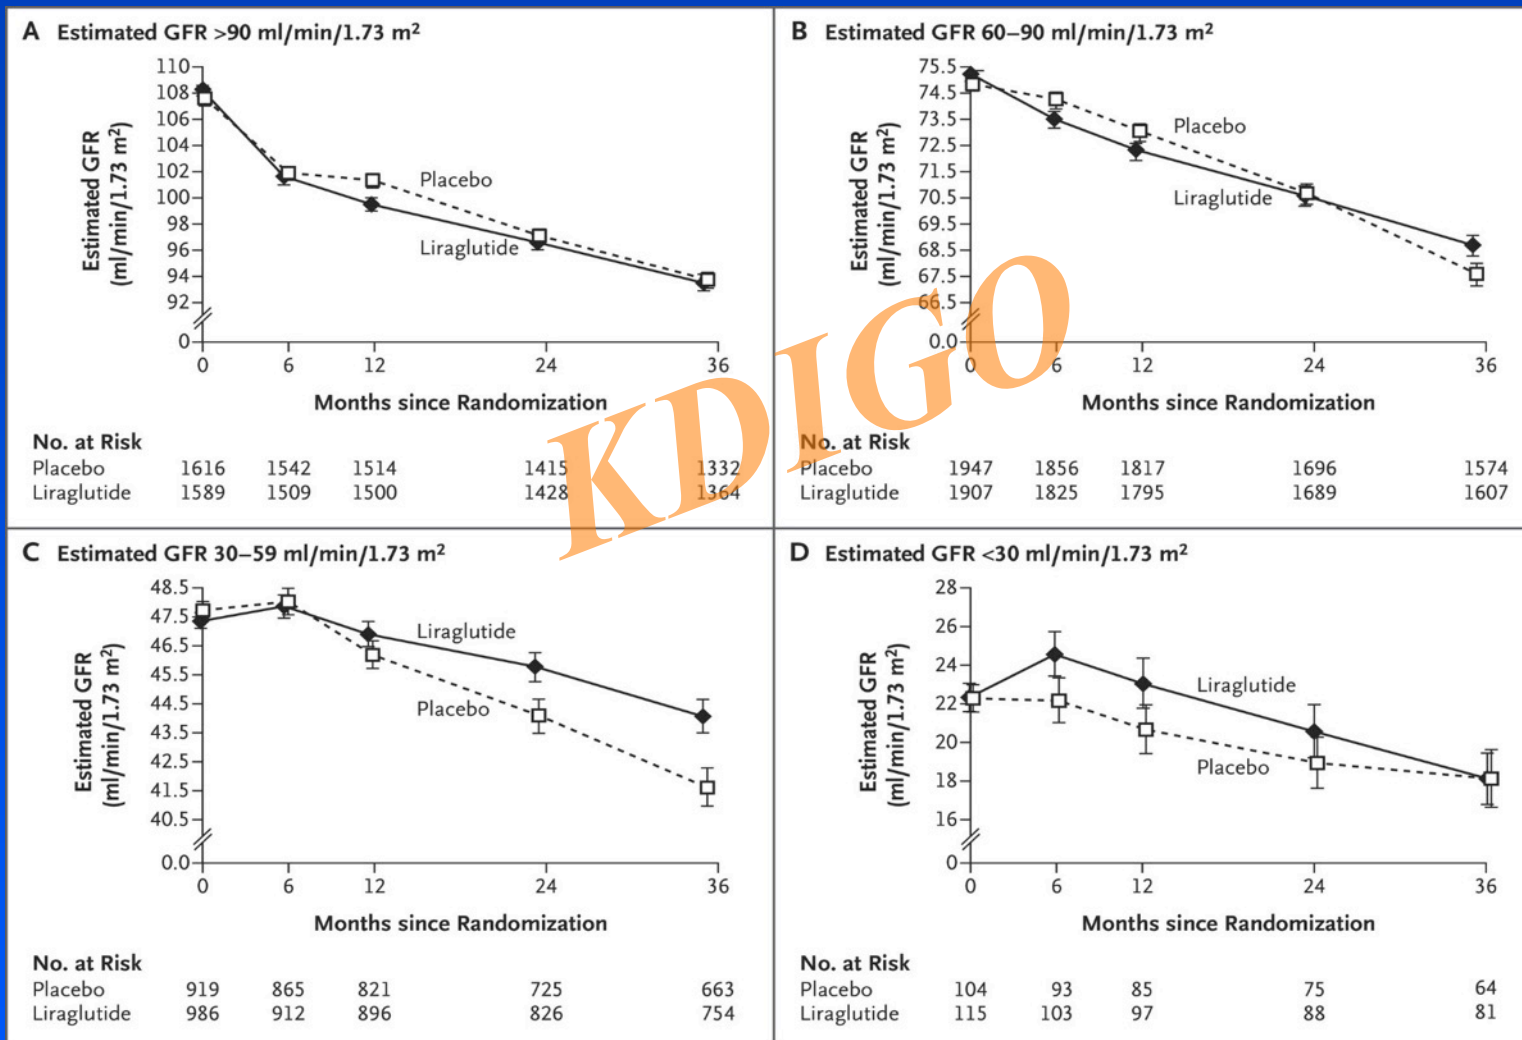 A Estimated GFR >90 ml/min/1.73 m²
110
108
106
104
102
100
98
96
94
92
0
Estimated GFR
(ml/min/1.73 m²)
Placebo
Liraglutide
0 6 12 24 36
Months since Randomization
No. at Risk
Placebo 1616 1542 1514 1415 1332
Liraglutide 1589 1509 1500 1428 1364
B Estimated GFR 60–90 ml/min/1.73 m²
75.5
74.5
73.5
72.5
71.5
70.5
69.5
68.5
67.5
66.5
0.0
Estimated GFR
(ml/min/1.73 m²)
Placebo
Liraglutide
0 6 12 24 36
Months since Randomization
No. at Risk
Placebo 1947 1856 1817 1696 1574
Liraglutide 1907 1825 1795 1689 1607
KDIGO
C Estimated GFR 30–59 ml/min/1.73 m²
48.5
47.5
46.5
45.5
44.5
43.5
42.5
41.5
40.5
0.0
Estimated GFR
(ml/min/1.73 m²)
Liraglutide
Placebo
0 6 12 24 36
Months since Randomization
No. at Risk
Placebo 919 865 821 725 663
Liraglutide 986 912 896 826 754
D Estimated GFR <30 ml/min/1.73 m²
28
26
24
22
20
18
16
0
Estimated GFR
(ml/min/1.73 m²)
Liraglutide
Placebo
0 6 12 24 36
Months since Randomization
No. at Risk
Placebo 104 93 85 75 64
Liraglutide 115 103 97 88 81